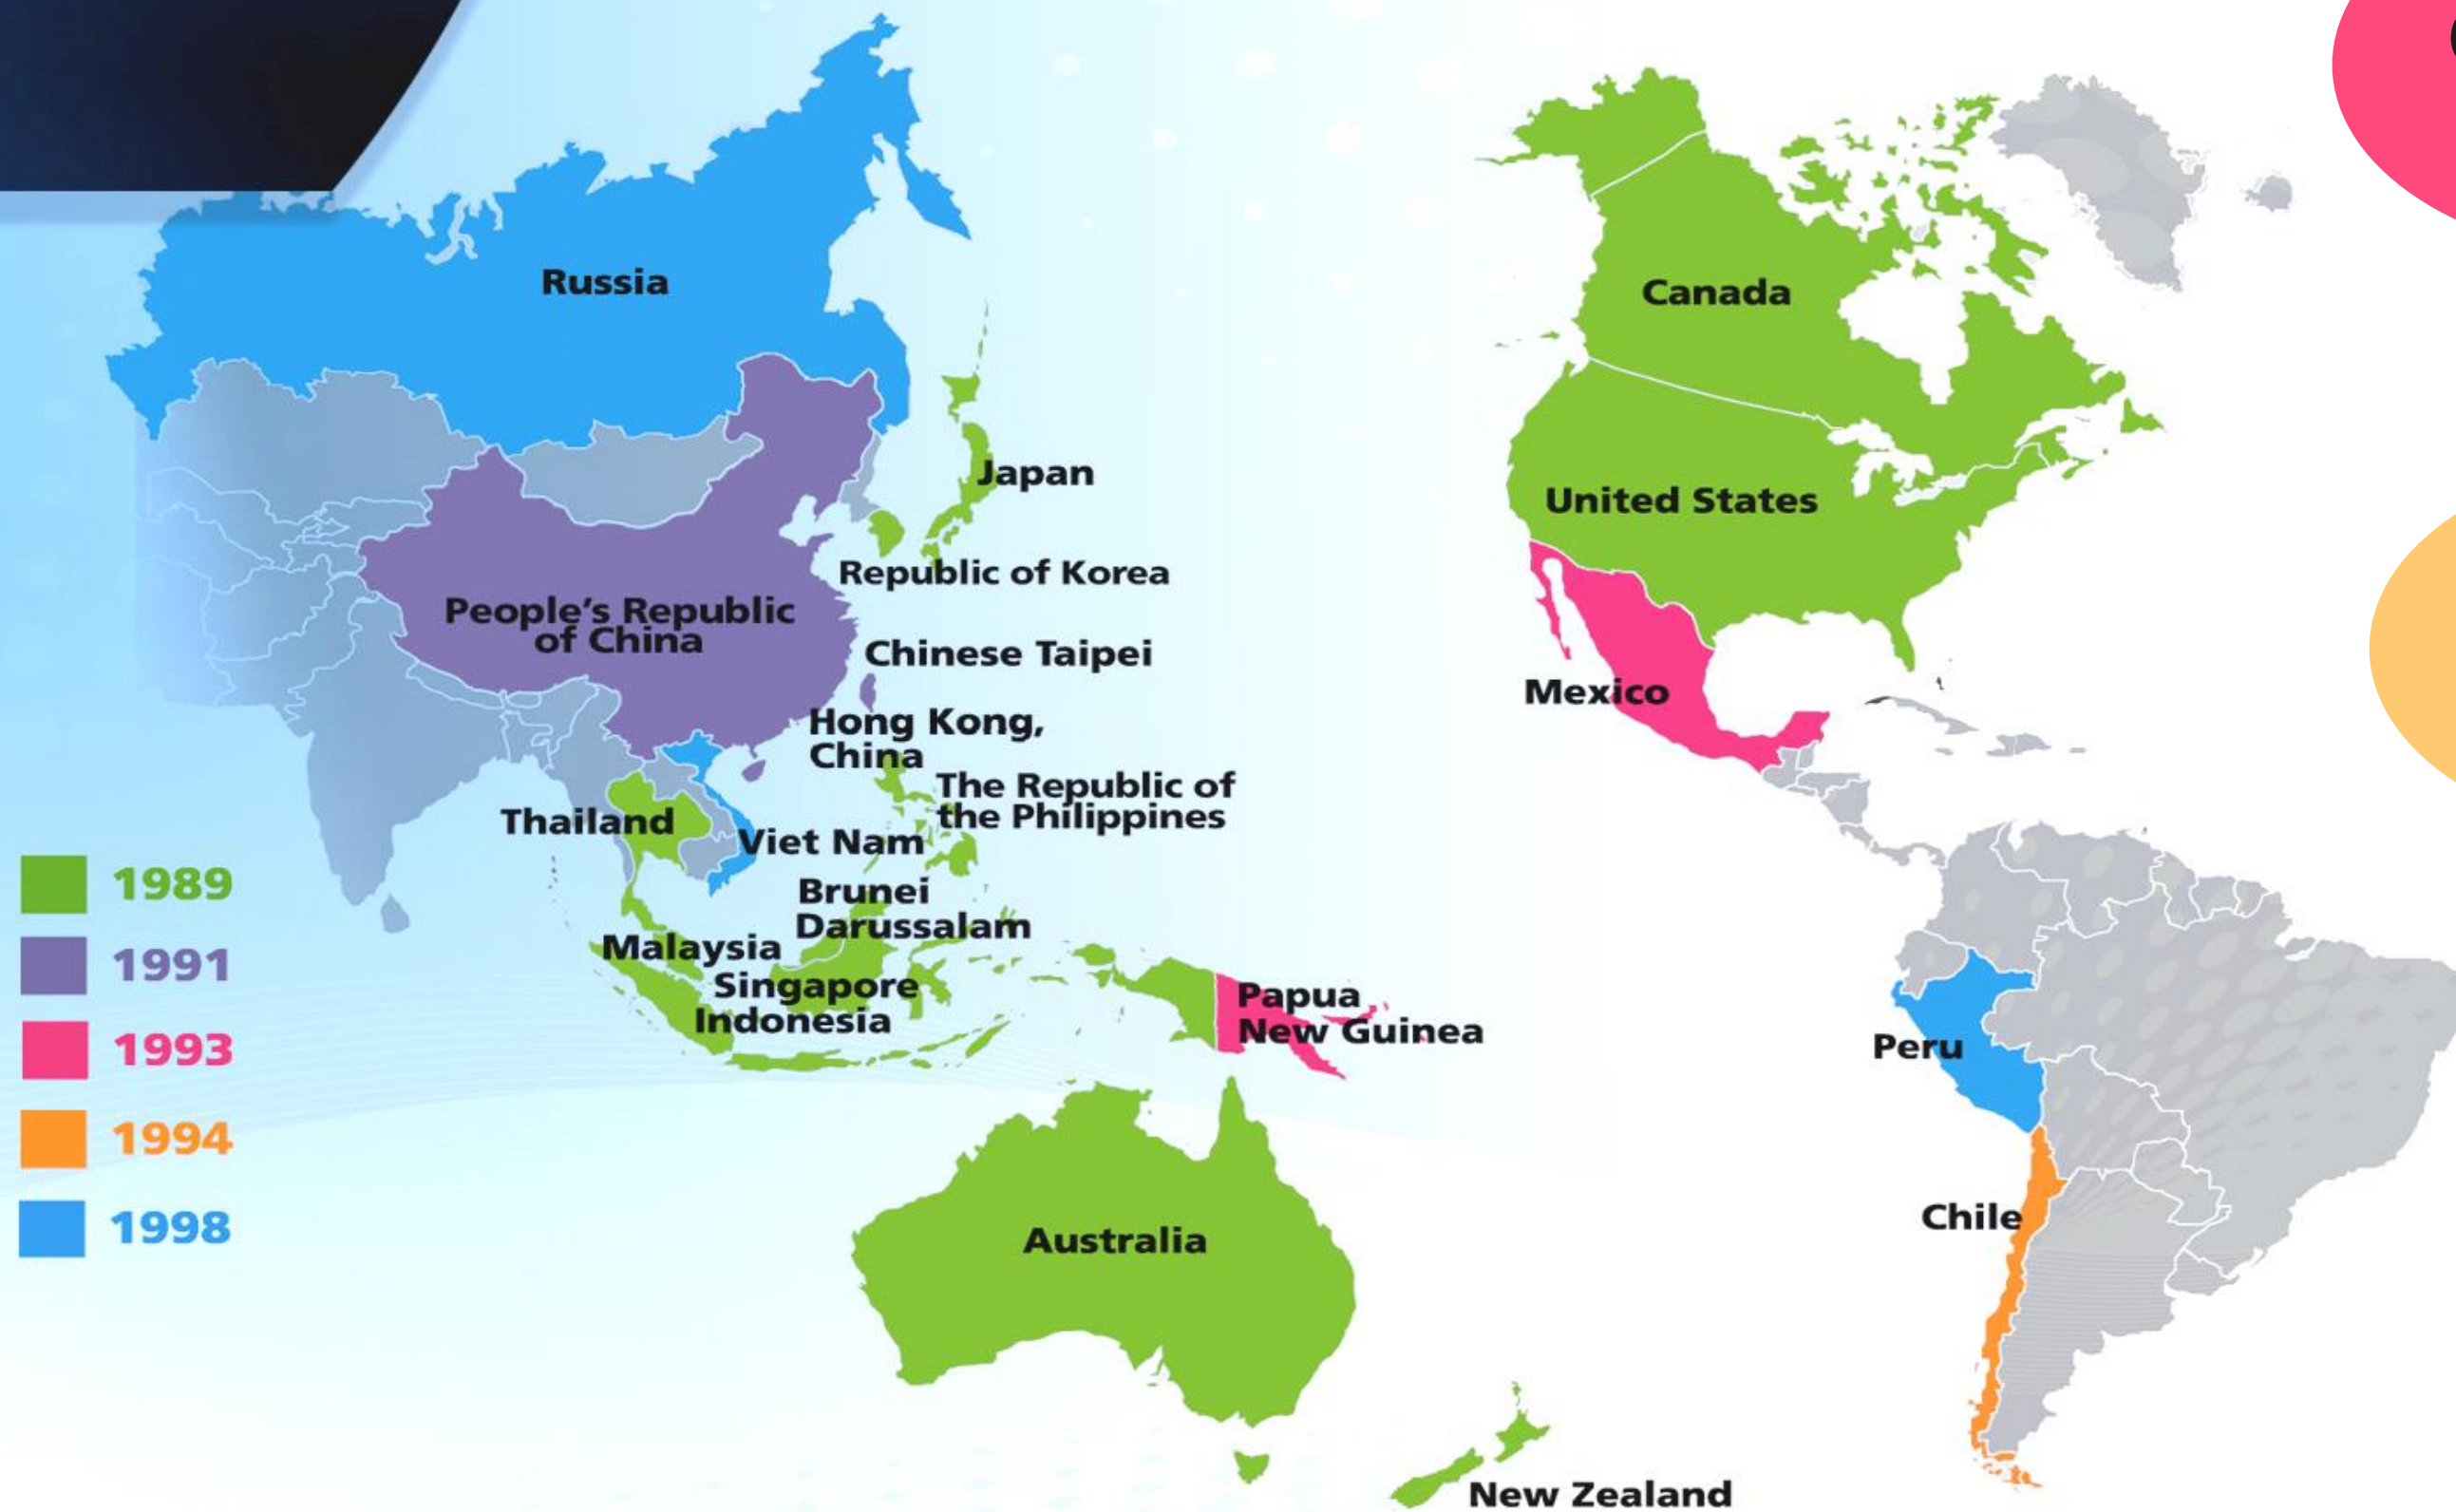 Russia
Canada
Japan
United States
Republic of Korea
People's Republic
of China
Chinese Taipei
Mexico
Hong Kong,
China
The Republic of
the Philippines
Thailand
Viet Nam
Brunei
Darussalam
Malaysia
Singapore
Indonesia
Papua
New Guinea
Peru
Chile
Australia
New Zealand
1989
1991
1993
1994
1998